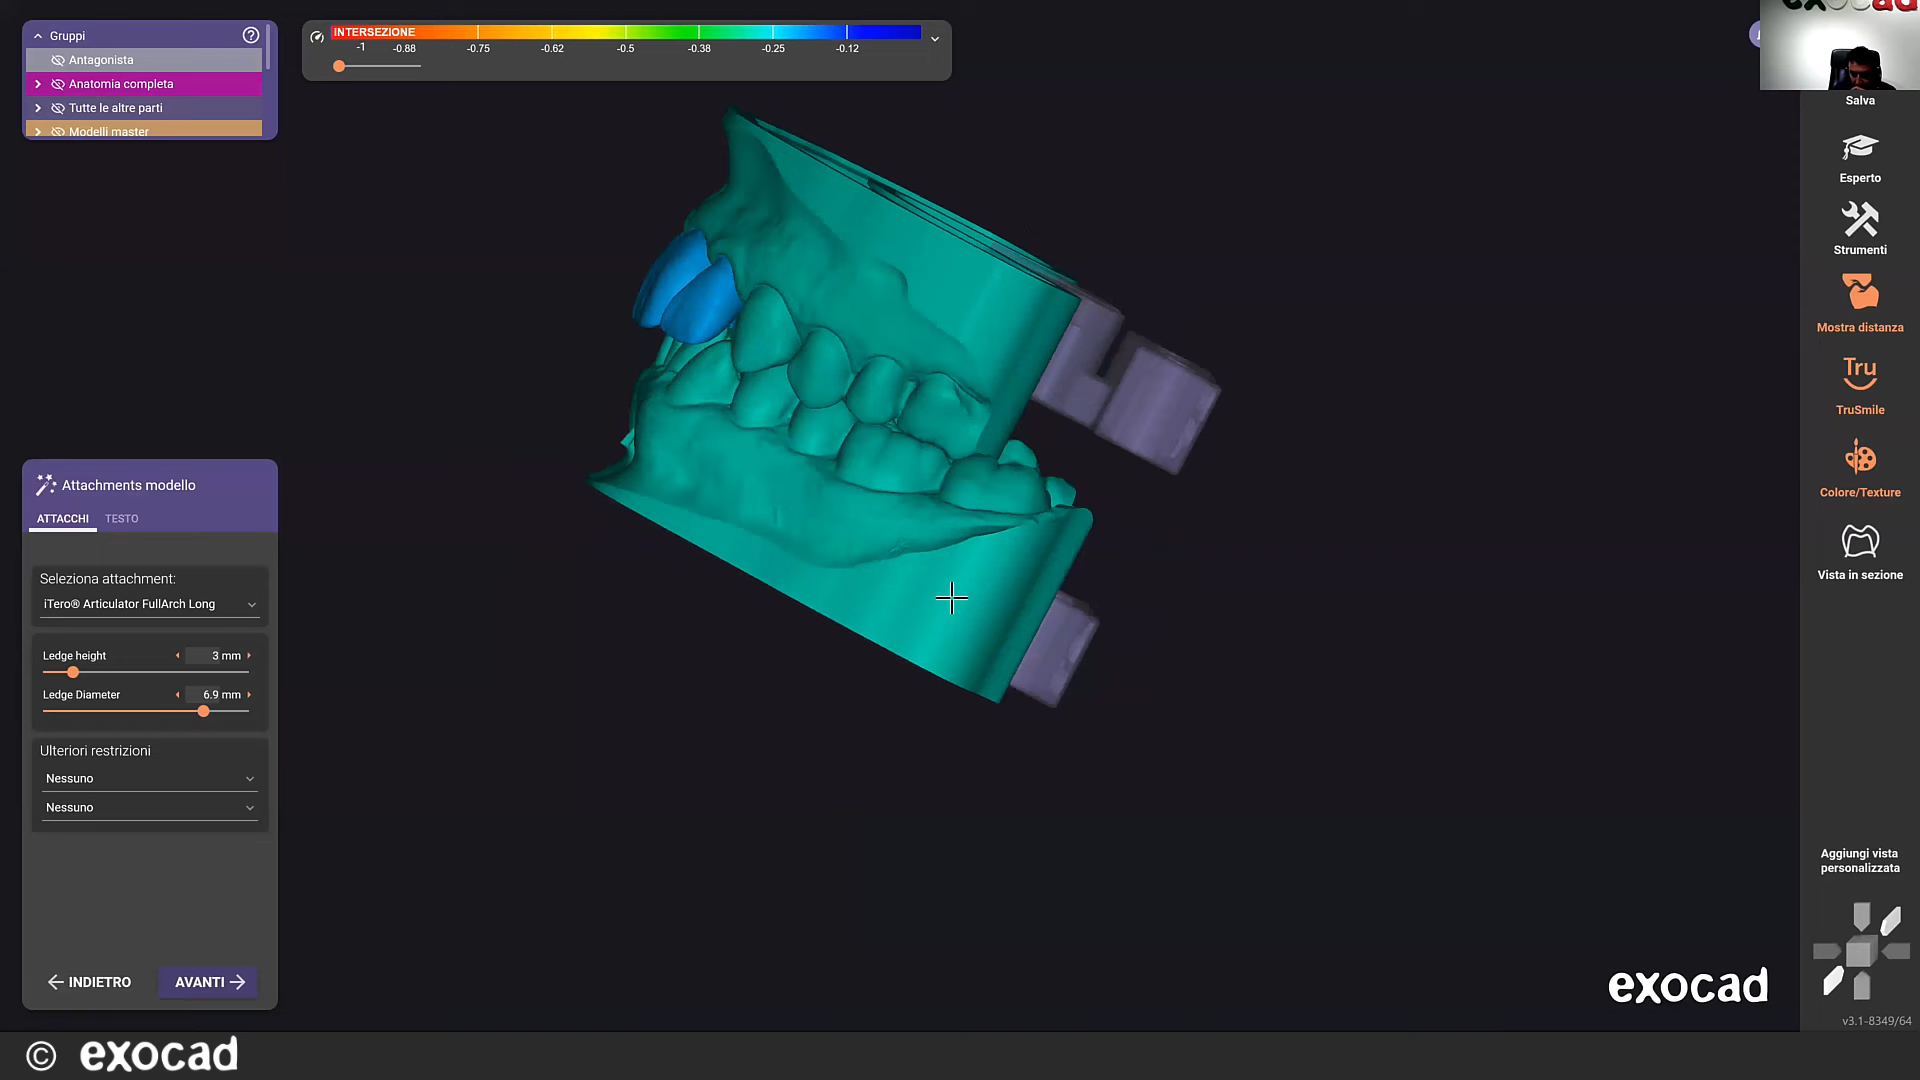 Gruppi
Antagonista
Anatomia completa
Tutte le altre parti
Modelli master
INTERSEZIONE
-1 -0.88 -0.75 -0.62 -0.5 -0.38 -0.25 -0.12
exocad
Salva
Esperto
Strumenti
Mostra distanza
Tru
TruSmile
Colore/Texture
Vista in sezione
Attachments modello
ATTACCHI TESTO
Seleziona attachment:
iTero® Articulator FullArch Long
Ledge height 3 mm
Ledge Diameter 6.9 mm
Ulteriori restrizioni
Nessuno
Nessuno
INDIETRO AVANTI
Aggiungi vista
personalizzata
exocad
v3.1-8349/64
© exocad